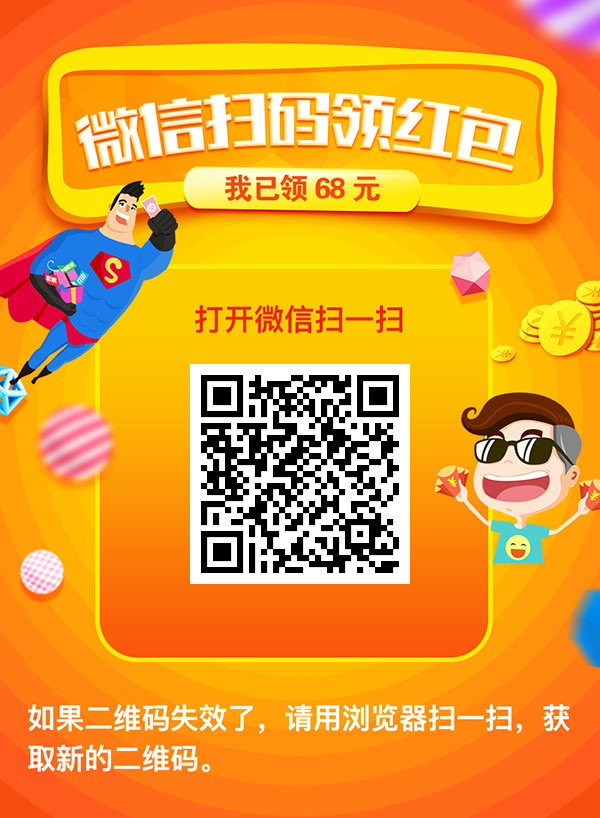 微信扫码领红包
我已领 68 元
S
打开微信扫一扫
如果二维码失效了，请用浏览器扫一扫，获
取新的二维码。